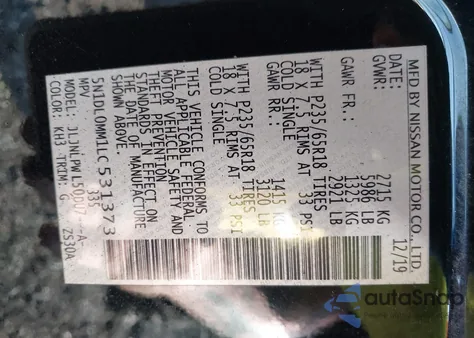 MFD BY NISSAN MOTOR CO., LTD.
DATE: 12/19
GVWR: 2715 KG
5986 LB
GAWR FR: 1325 KG
2921 LB
WITH P235/65R18 TIRES
18 X 7.5 RIMS AT 33 PSI
COLD SINGLE
GAWR RR: 1415 KG
3120 LB
WITH P235/65R18 TIRES
18 X 7.5 RIMS AT 33 PSI
COLD SINGLE
THIS VEHICLE CONFORMS TO
ALL APPLICABLE FEDERAL
MOTOR VEHICLE SAFETY AND
THEFT PREVENTION
STANDARDS IN EFFECT ON
THE DATE OF MANUFACTURE
SHOWN ABOVE.
5N1DL0MM1LC531373
MPV 335
MODEL:
COLOR: KH3 TRIM: G Z530A
autoSnap